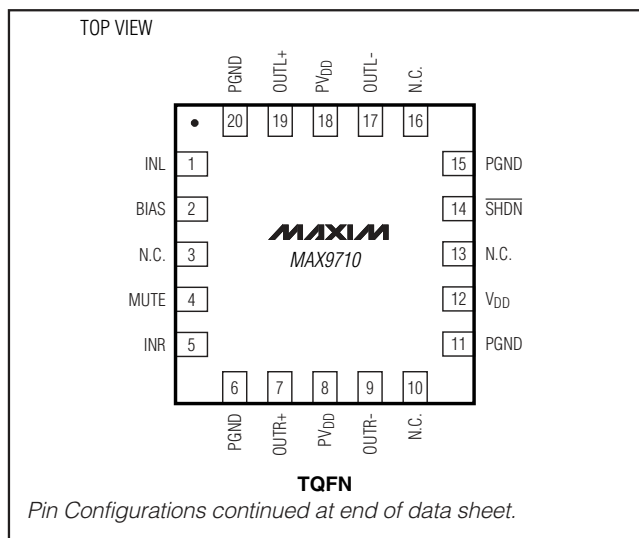 TOP VIEW
PGND
OUTL+
PVDD
OUTL-
N.C.
20 19 18 17 16
INL 1
BIAS 2
N.C. 3
MUTE 4
INR 5
MAXIM
MAX9710
15 PGND
14 SHDN
13 N.C.
12 VDD
11 PGND
6 7 8 9 10
PGND
OUTR+
PVDD
OUTR-
N.C.
TQFN
Pin Configurations continued at end of data sheet.